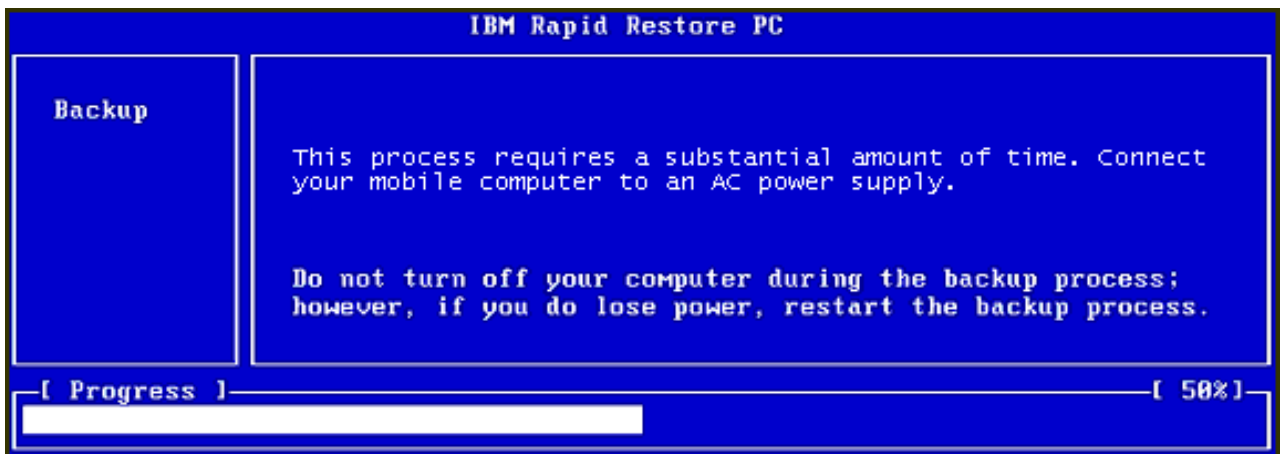 IBM Rapid Restore PC
Backup
This process requires a substantial amount of time. Connect
your mobile computer to an AC power supply.
Do not turn off your computer during the backup process;
however, if you do lose power, restart the backup process.
[ Progress ]
[ 50%]